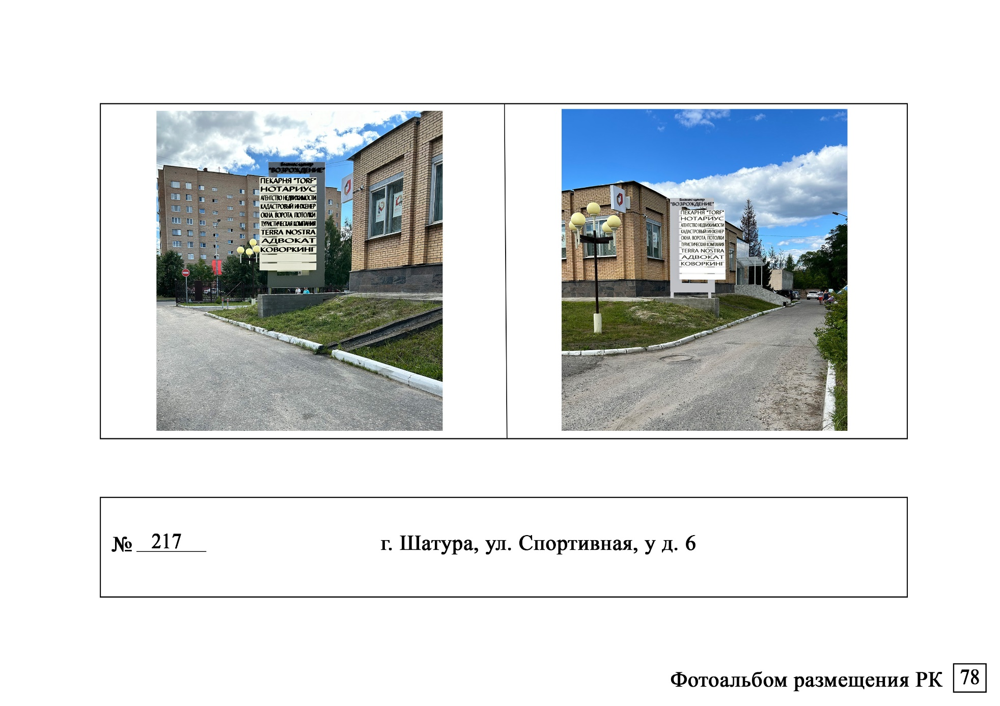 Бизнес-центр
"ВОЗРОЖДЕНИЕ"
ПЕКАРНЯ "TORF"
НОТАРИУС
АГЕНТСТВО НЕДВИЖИМОСТИ
КАДАСТРОВЫЙ ИНЖЕНЕР
ОКНА, ВОРОТА, ПОТОЛКИ
ТУРИСТИЧЕСКАЯ КОМПАНИЯ
TERRA NOSTRA
АДВОКАТ
КОВОРКИНГ
Бизнес-центр
"ВОЗРОЖДЕНИЕ"
ПЕКАРНЯ "TORF"
НОТАРИУС
АГЕНТСТВО НЕДВИЖИМОСТИ
КАДАСТРОВЫЙ ИНЖЕНЕР
ОКНА, ВОРОТА, ПОТОЛКИ
ТУРИСТИЧЕСКАЯ КОМПАНИЯ
TERRA NOSTRA
АДВОКАТ
КОВОРКИНГ
№ 217
г. Шатура, ул. Спортивная, у д. 6
Фотоальбом размещения РК 78